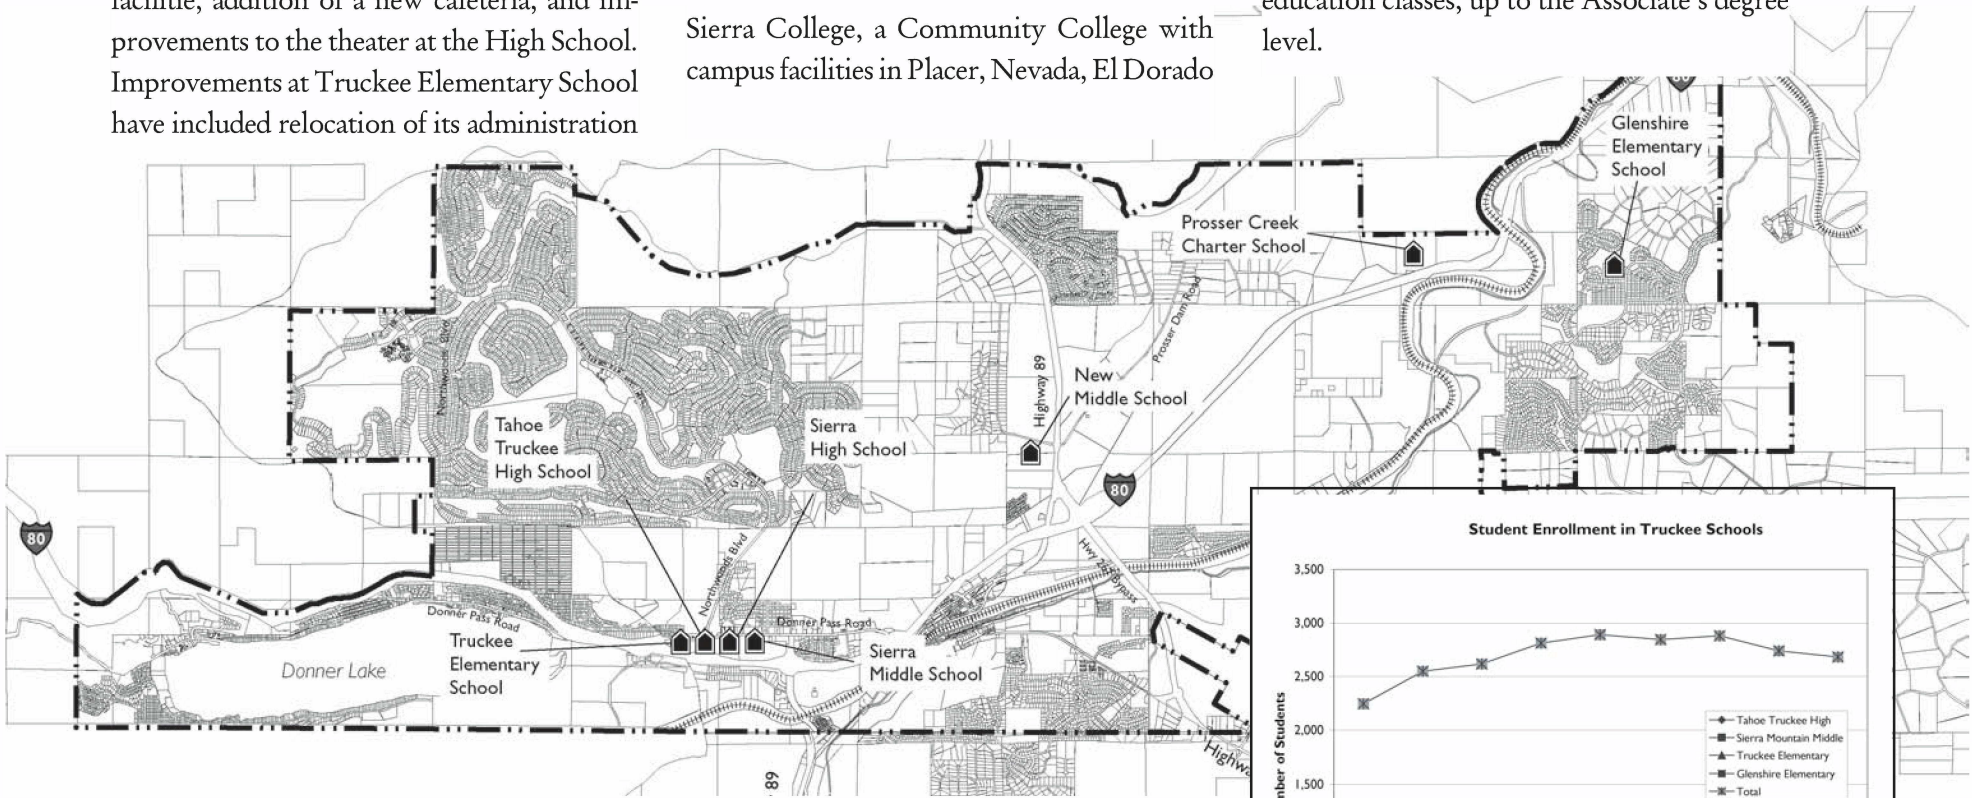 facilitie, addition of a new cafeteria, and im-
provements to the theater at the High School.
Improvements at Truckee Elementary School
have included relocation of its administration
Sierra College, a Community College with
campus facilities in Placer, Nevada, El Dorado
education classes, up to the Associate's degree
level.
80
Glenshire
Elementary
School
Prosser Creek
Charter School
Prosser Dam Road
Northwoods Blvd
Highway 89
New
Middle School
Tahoe
Truckee
High School
Sierra
High School
80
80
Northwoods Blvd
Hwy 267 Bypass
Donner Pass Road
Donner Pass Road
Truckee
Elementary
School
Sierra
Middle School
Donner Lake
89
Student Enrollment in Truckee Schools
3,500
3,000
2,500
2,000
1,500
Tahoe Truckee High
Sierra Mountain Middle
Truckee Elementary
Glenshire Elementary
Total
of Students